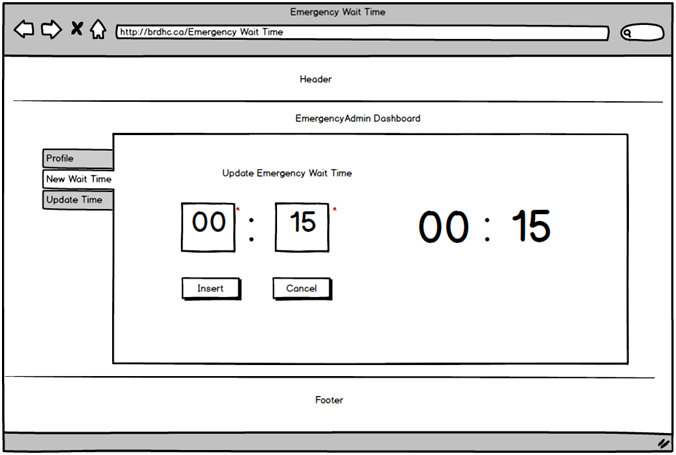 Emergency Wait Time
http://brdhc.ca/Emergency Wait Time
Header
EmergencyAdmin Dashboard
Profile
New Wait Time
Update Time
Update Emergency Wait Time
00 * : 15 *
00 : 15
Insert
Cancel
Footer